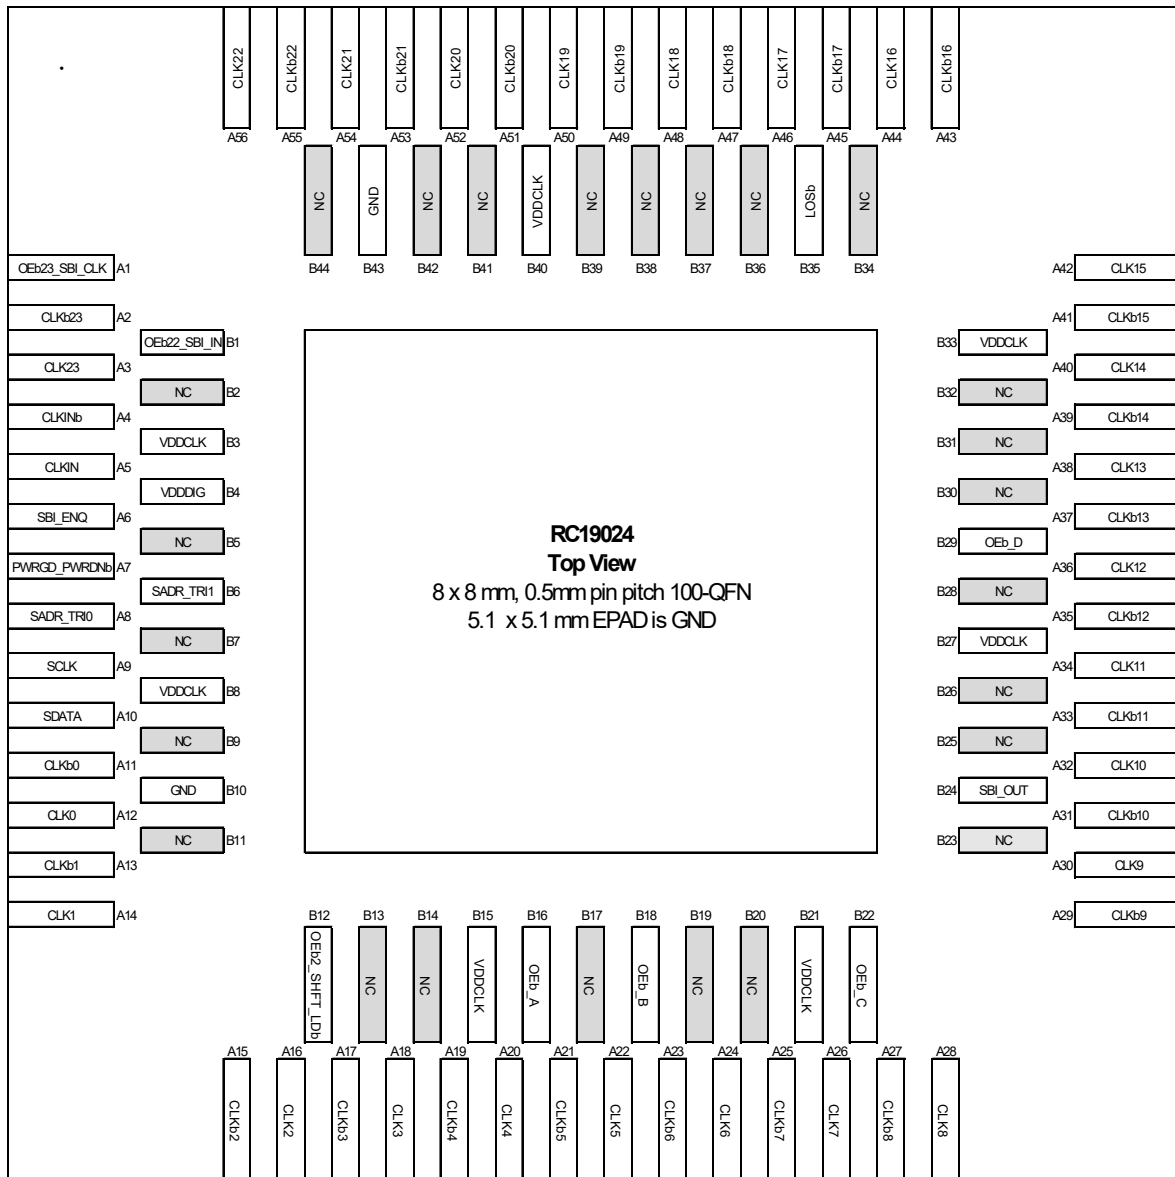 CLK22 CLKb22 CLK21 CLKb21 CLK20 CLKb20 CLK19 CLKb19 CLK18 CLKb18 CLK17 CLKb17 CLK16 CLKb16
A56 A55 A54 A53 A52 A51 A50 A49 A48 A47 A46 A45 A44 A43
NC GND NC NC VDDCLK NC NC NC NC LOSb NC
B44 B43 B42 B41 B40 B39 B38 B37 B36 B35 B34
OEb23_SBI_CLK A1
CLKb23 A2
OEb22_SBI_IN B1
CLK23 A3
NC B2
CLKINb A4
VDDCLK B3
CLKIN A5
VDDDIG B4
SBI_ENQ A6
NC B5
PWRGD_PWRDNb A7
SADR_TRI1 B6
SADR_TRI0 A8
NC B7
SCLK A9
VDDCLK B8
SDATA A10
NC B9
CLKb0 A11
GND B10
CLK0 A12
NC B11
CLKb1 A13
CLK1 A14
RC19024
Top View
8 x 8 mm, 0.5mm pin pitch 100-QFN
5.1 x 5.1 mm EPAD is GND
A42 CLK15
A41 CLKb15
B33 VDDCLK
A40 CLK14
B32 NC
A39 CLKb14
B31 NC
A38 CLK13
B30 NC
A37 CLKb13
B29 OEb_D
A36 CLK12
B28 NC
A35 CLKb12
B27 VDDCLK
A34 CLK11
B26 NC
A33 CLKb11
B25 NC
A32 CLK10
B24 SBI_OUT
A31 CLKb10
B23 NC
A30 CLK9
A29 CLKb9
B12 B13 B14 B15 B16 B17 B18 B19 B20 B21 B22
OEb2_SHFT_LDb NC NC VDDCLK OEb_A NC OEb_B NC NC VDDCLK OEb_C
A15 A16 A17 A18 A19 A20 A21 A22 A23 A24 A25 A26 A27 A28
CLKb2 CLK2 CLKb3 CLK3 CLKb4 CLK4 CLKb5 CLK5 CLKb6 CLK6 CLKb7 CLK7 CLKb8 CLK8